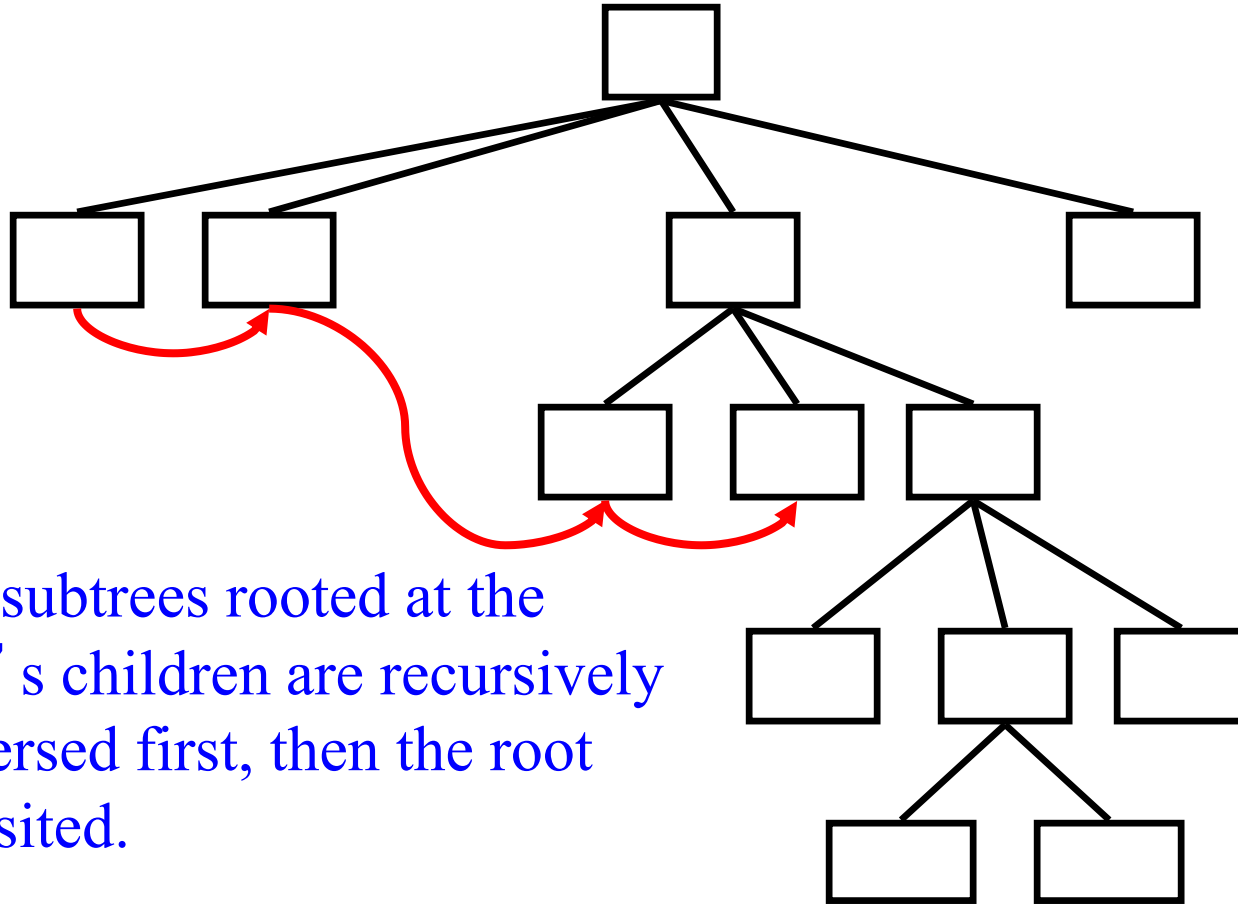 subtrees rooted at the
’ s children are recursively
ersed first, then the root
sited.